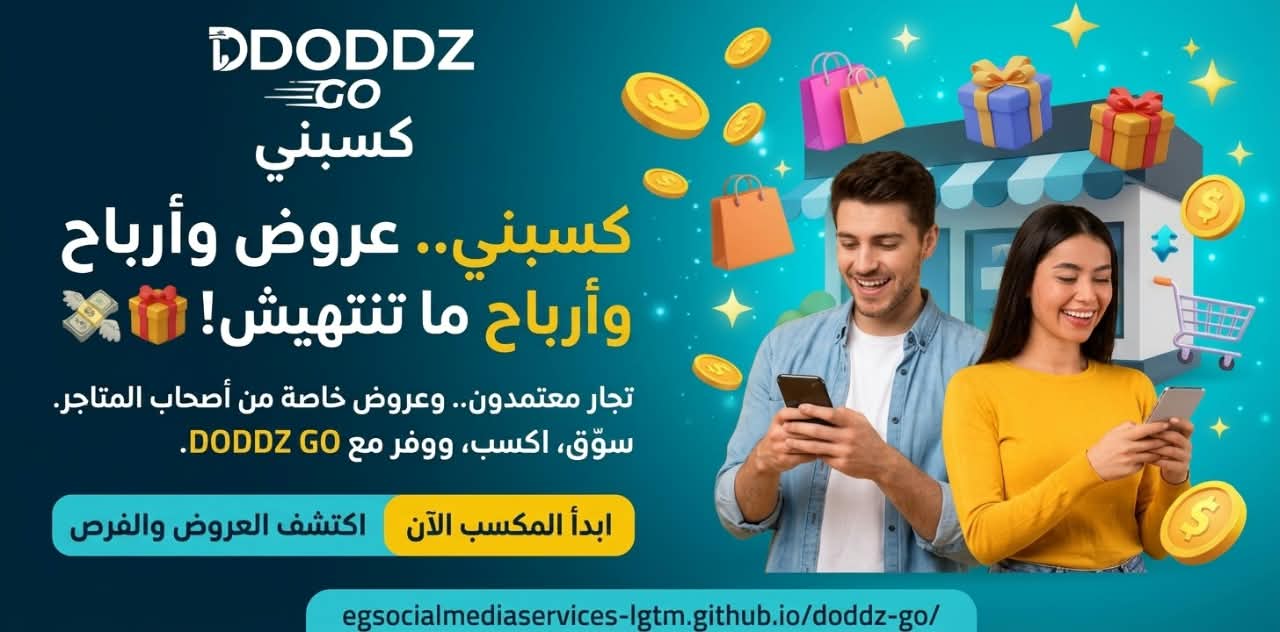 DDODDZ
GO
كسبني
كسبني.. عروض وأرباح
وأرباح ما تنتهيش!
تجار معتمدون.. وعروض خاصة من أصحاب المتاجر.
سوّق، اكسب، ووفر مع DODDZ GO.
ابدأ المكسب الآن
اكتشف العروض والفرص
egsocialmediaservices-lgtm.github.io/doddz-go/